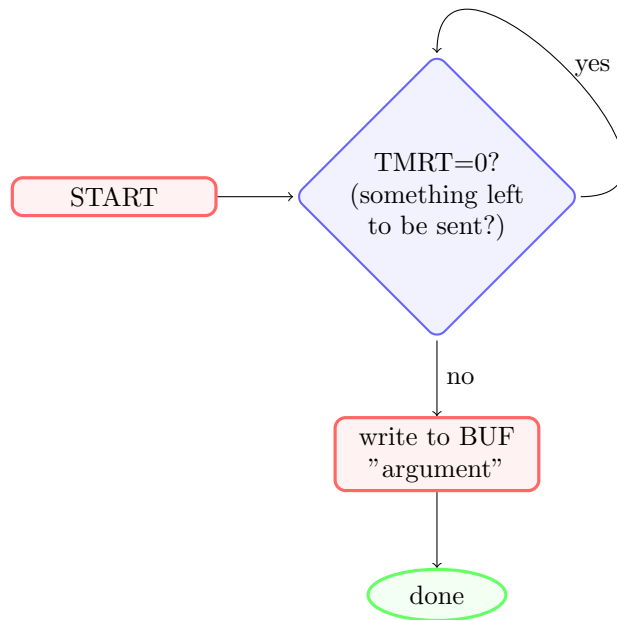 START
TMRT=0?
(something left
to be sent?)
yes
no
write to BUF
”argument”
done